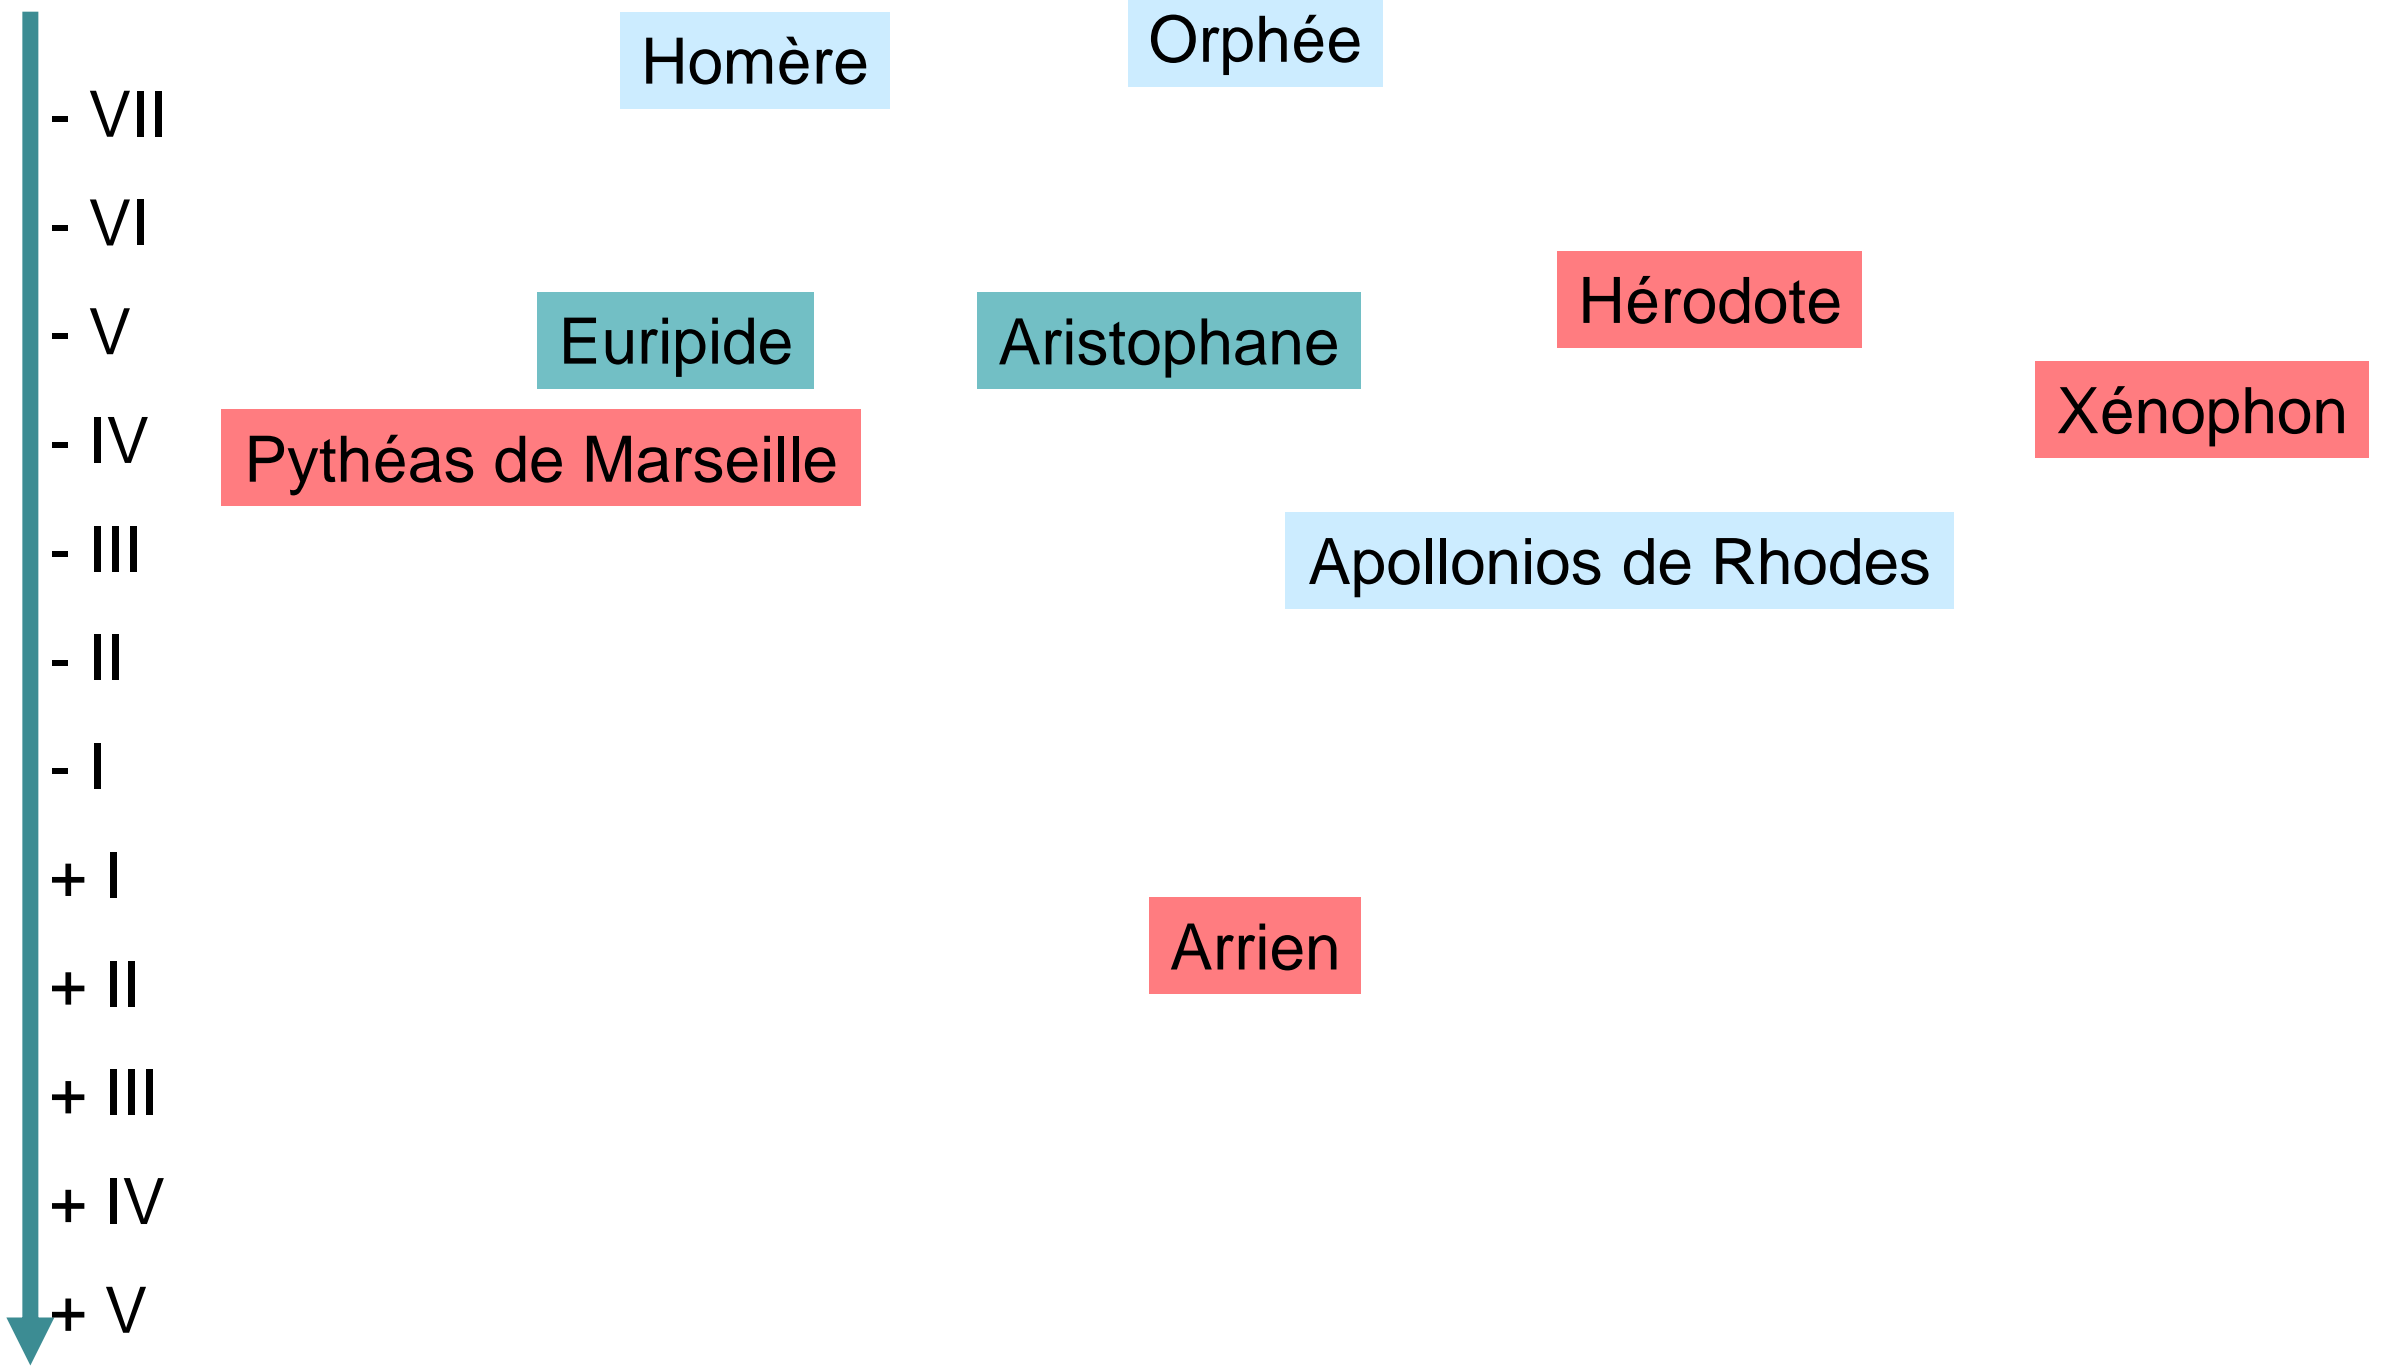 Orphée
Homère
- VII
- VI
Hérodote
- V
Euripide
Aristophane
Xénophon
- IV
Pythéas de Marseille
- III
Apollonios de Rhodes
- II
- I
+ I
Arrien
+ II
+ III
+ IV
+ V